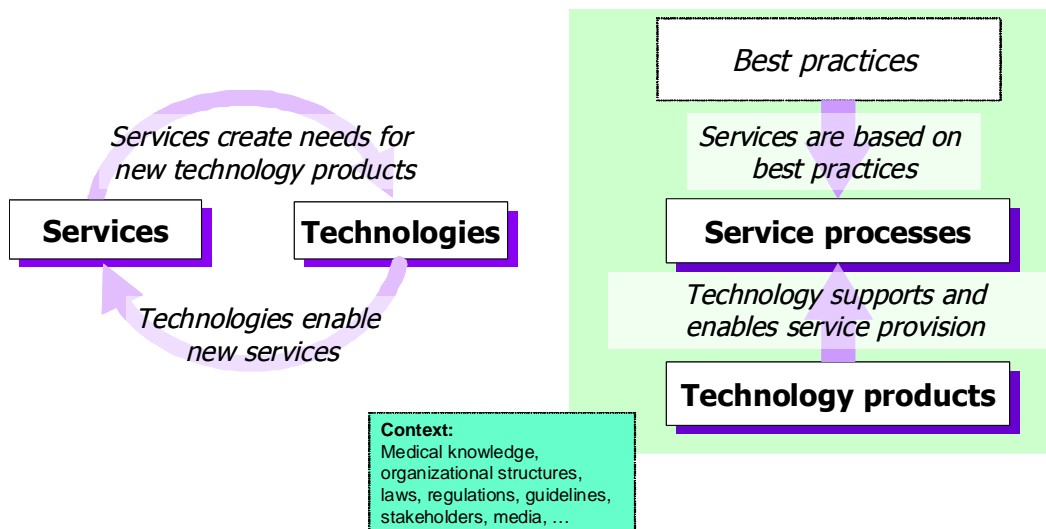 Services create needs for
new technology products
Services
Technologies
Technologies enable
new services
Best practices
Services are based on
best practices
Service processes
Technology supports and
enables service provision
Technology products
Context:
Medical knowledge,
organizational structures,
laws, regulations, guidelines,
stakeholders, media, …